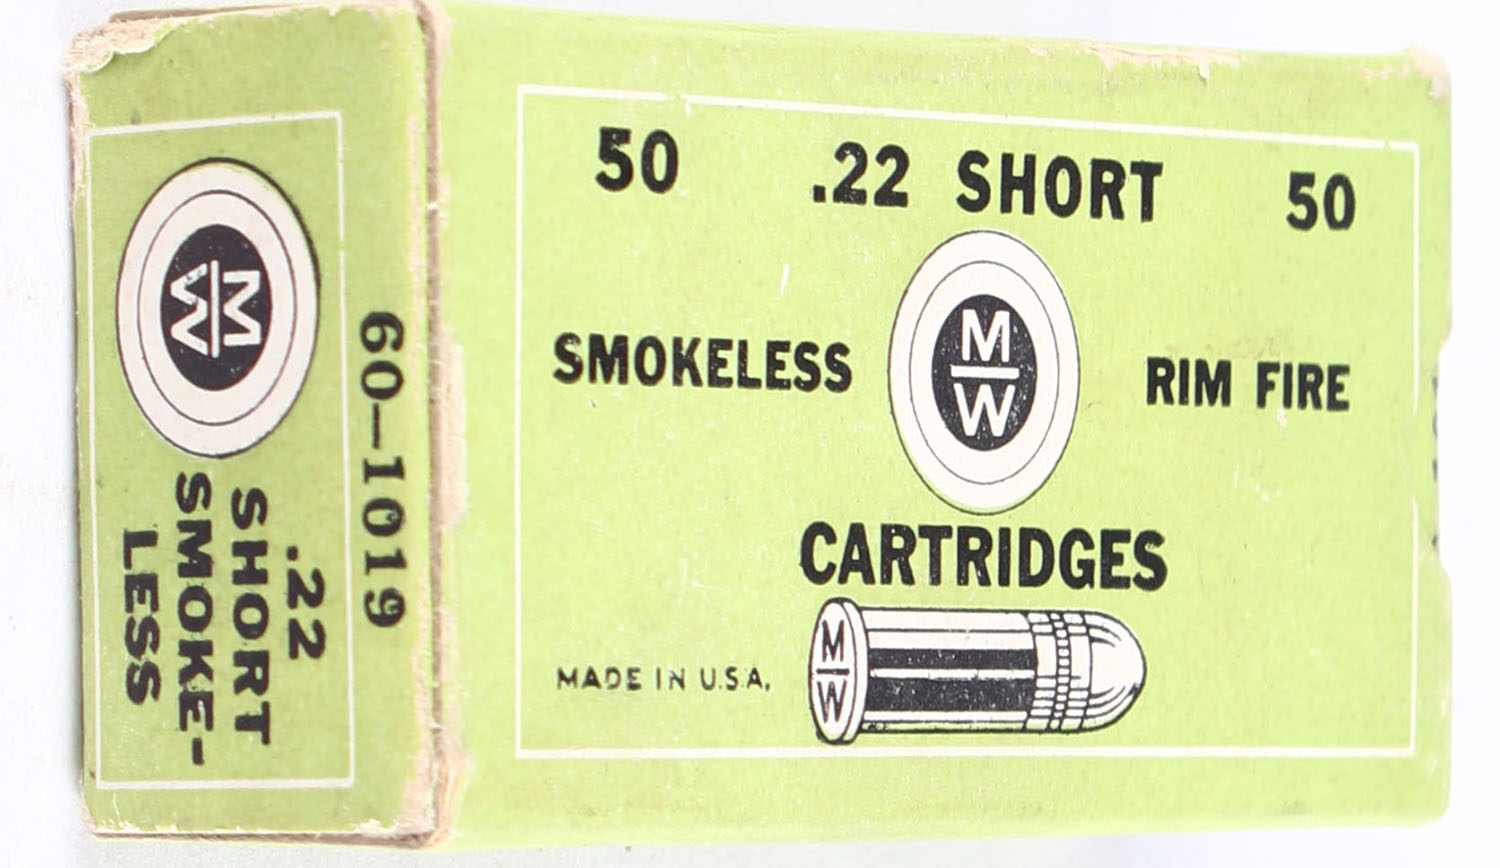 50 .22 SHORT 50
SMOKELESS
M
W
RIM FIRE
CARTRIDGES
MADE IN U.S.A.
M
W
60-1019
M
W
.22
SHORT
SMOKE-
LESS